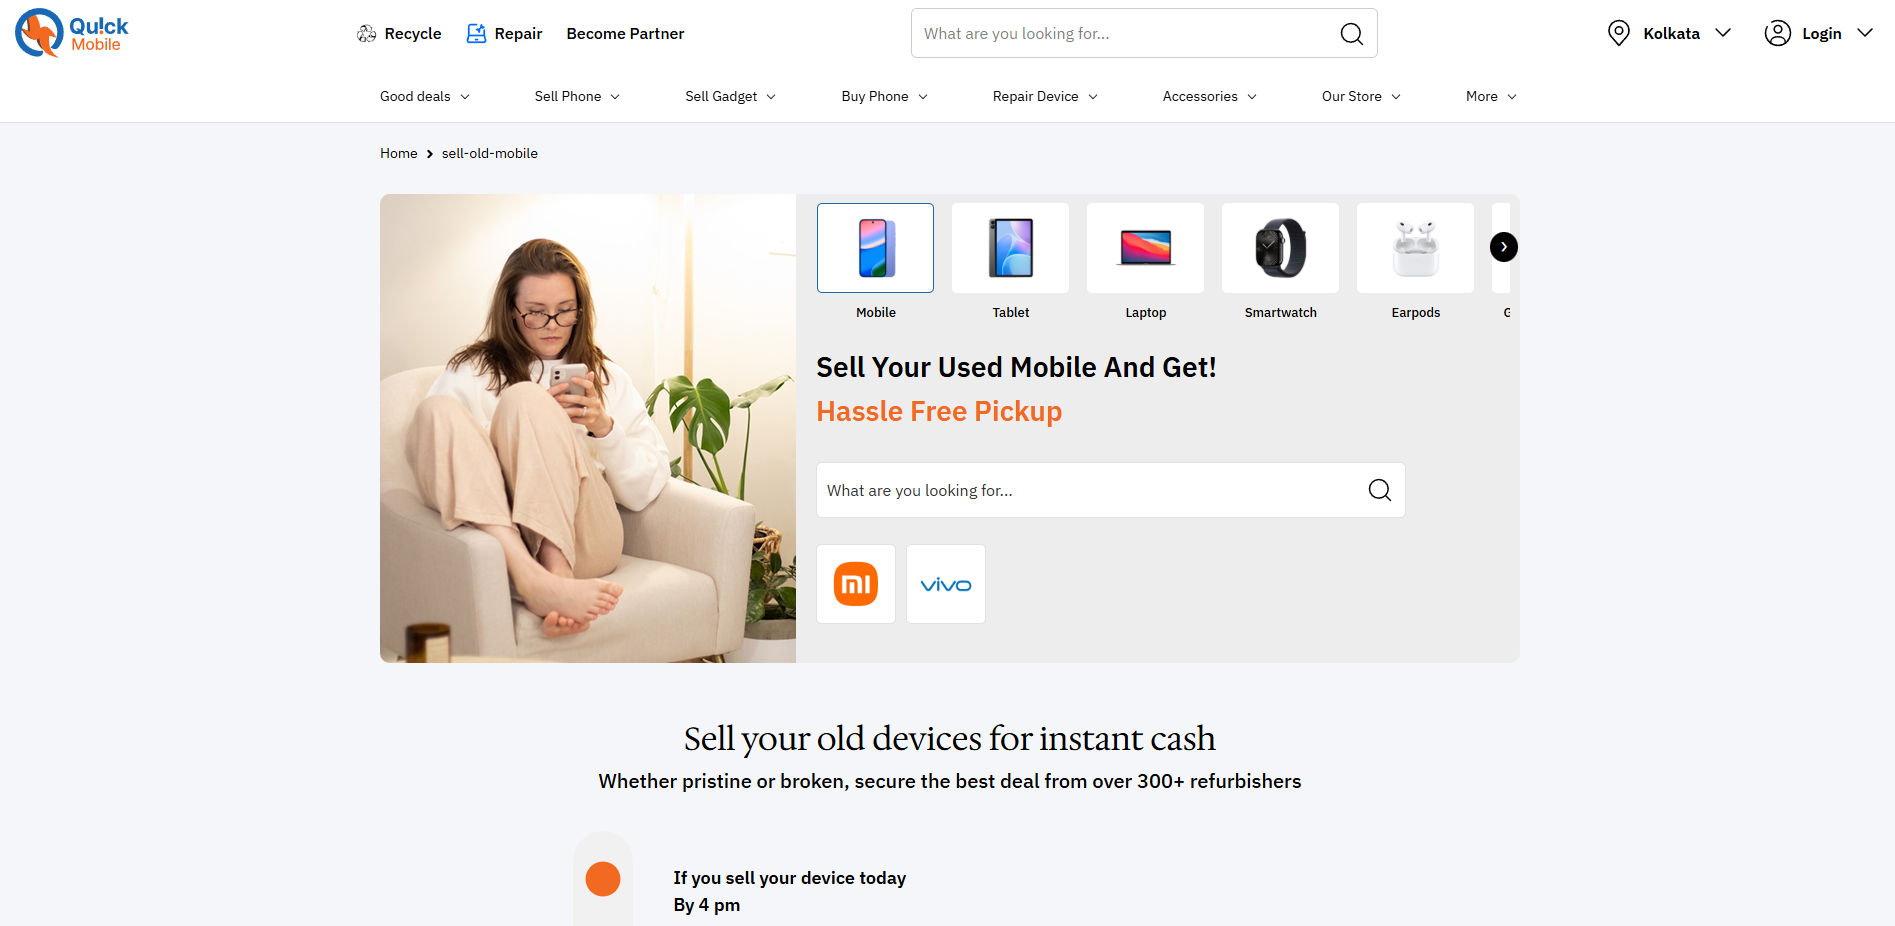 Qu!ck
Mobile
Recycle
Repair
Become Partner
What are you looking for...
Kolkata
Login
Good deals
Sell Phone
Sell Gadget
Buy Phone
Repair Device
Accessories
Our Store
More
Home
sell-old-mobile
Mobile
Tablet
Laptop
Smartwatch
Earpods
Sell Your Used Mobile And Get!
Hassle Free Pickup
What are you looking for...
mi
vivo
Sell your old devices for instant cash
Whether pristine or broken, secure the best deal from over 300+ refurbishers
If you sell your device today
By 4 pm